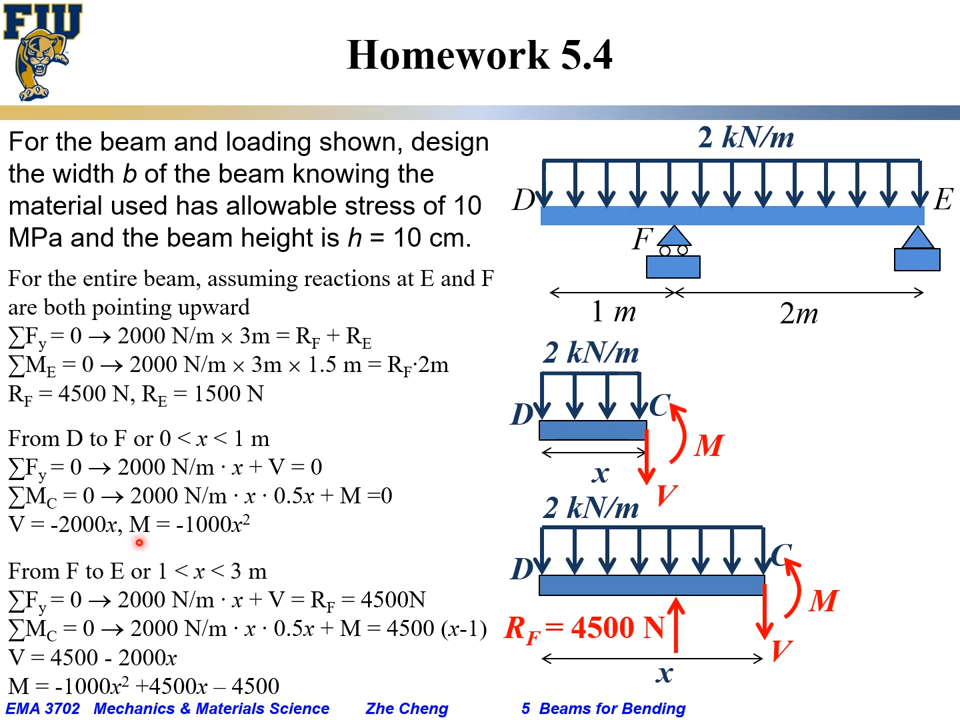 FIU
Homework 5.4
For the beam and loading shown, design
the width b of the beam knowing the
material used has allowable stress of 10
MPa and the beam height is h = 10 cm.
For the entire beam, assuming reactions at E and F
are both pointing upward
∑Fy = 0 → 2000 N/m × 3m = RF + RE
∑ME = 0 → 2000 N/m × 3m × 1.5 m = RF·2m
RF = 4500 N, RE = 1500 N
From D to F or 0 < x < 1 m
∑Fy = 0 → 2000 N/m · x + V = 0
∑MC = 0 → 2000 N/m · x · 0.5x + M =0
V = -2000x, M = -1000x²
From F to E or 1 < x < 3 m
∑Fy = 0 → 2000 N/m · x + V = RF = 4500N
∑MC = 0 → 2000 N/m · x · 0.5x + M = 4500 (x-1)
V = 4500 - 2000x
M = -1000x² +4500x – 4500
2 kN/m
D
E
F
1 m
2m
2 kN/m
D
C
M
x
V
2 kN/m
D
C
M
RF = 4500 N
V
x
EMA 3702 Mechanics & Materials Science Zhe Cheng 5 Beams for Bending